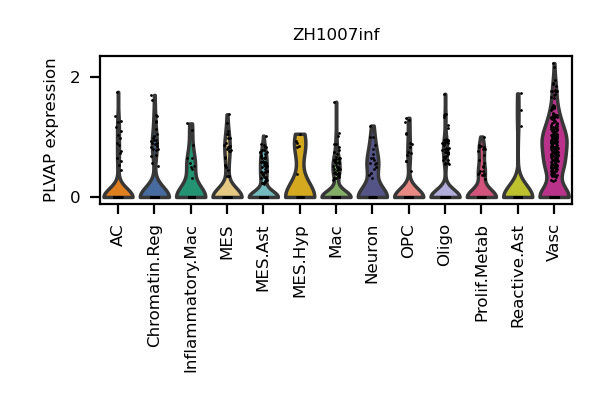 ZH1007inf
PLVAP expression
2
0
AC
Chromatin.Reg
Inflammatory.Mac
MES
MES.Ast
MES.Hyp
Mac
Neuron
OPC
Oligo
Prolif.Metab
Reactive.Ast
Vasc